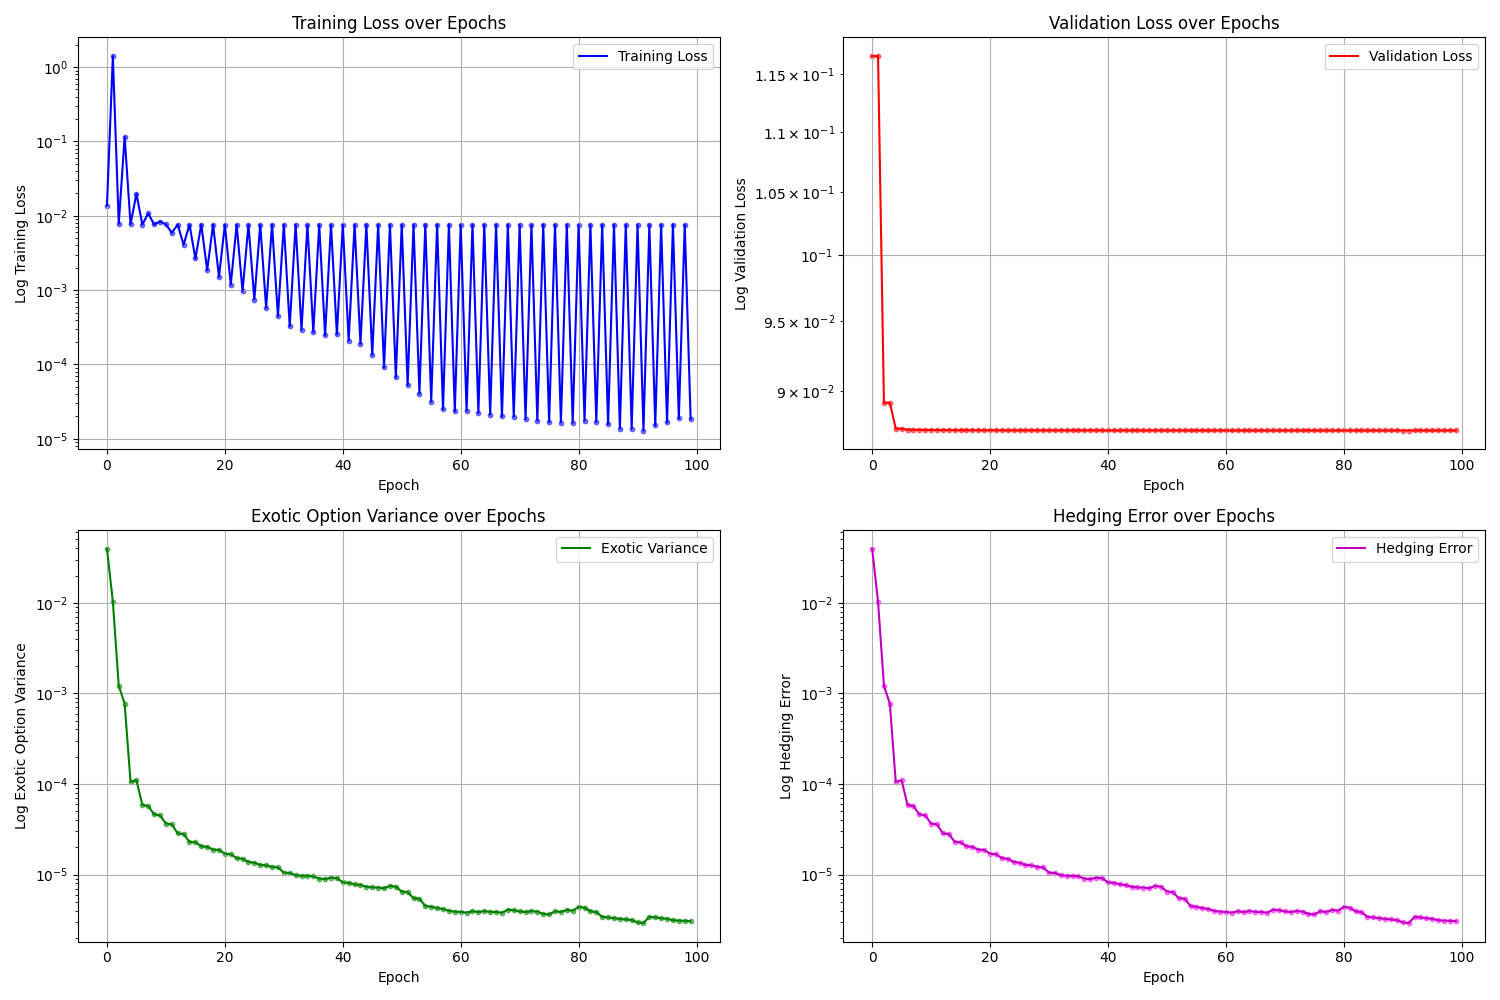 Training Loss over Epochs
Training Loss
10^0
10^-1
10^-2
10^-3
10^-4
10^-5
Log Training Loss
0 20 40 60 80 100
Epoch
Validation Loss over Epochs
Validation Loss
1.15 × 10^-1
1.1 × 10^-1
1.05 × 10^-1
10^-1
9.5 × 10^-2
9 × 10^-2
Log Validation Loss
0 20 40 60 80 100
Epoch
Exotic Option Variance over Epochs
Exotic Variance
10^-2
10^-3
10^-4
10^-5
Log Exotic Option Variance
0 20 40 60 80 100
Epoch
Hedging Error over Epochs
Hedging Error
10^-2
10^-3
10^-4
10^-5
Log Hedging Error
0 20 40 60 80 100
Epoch